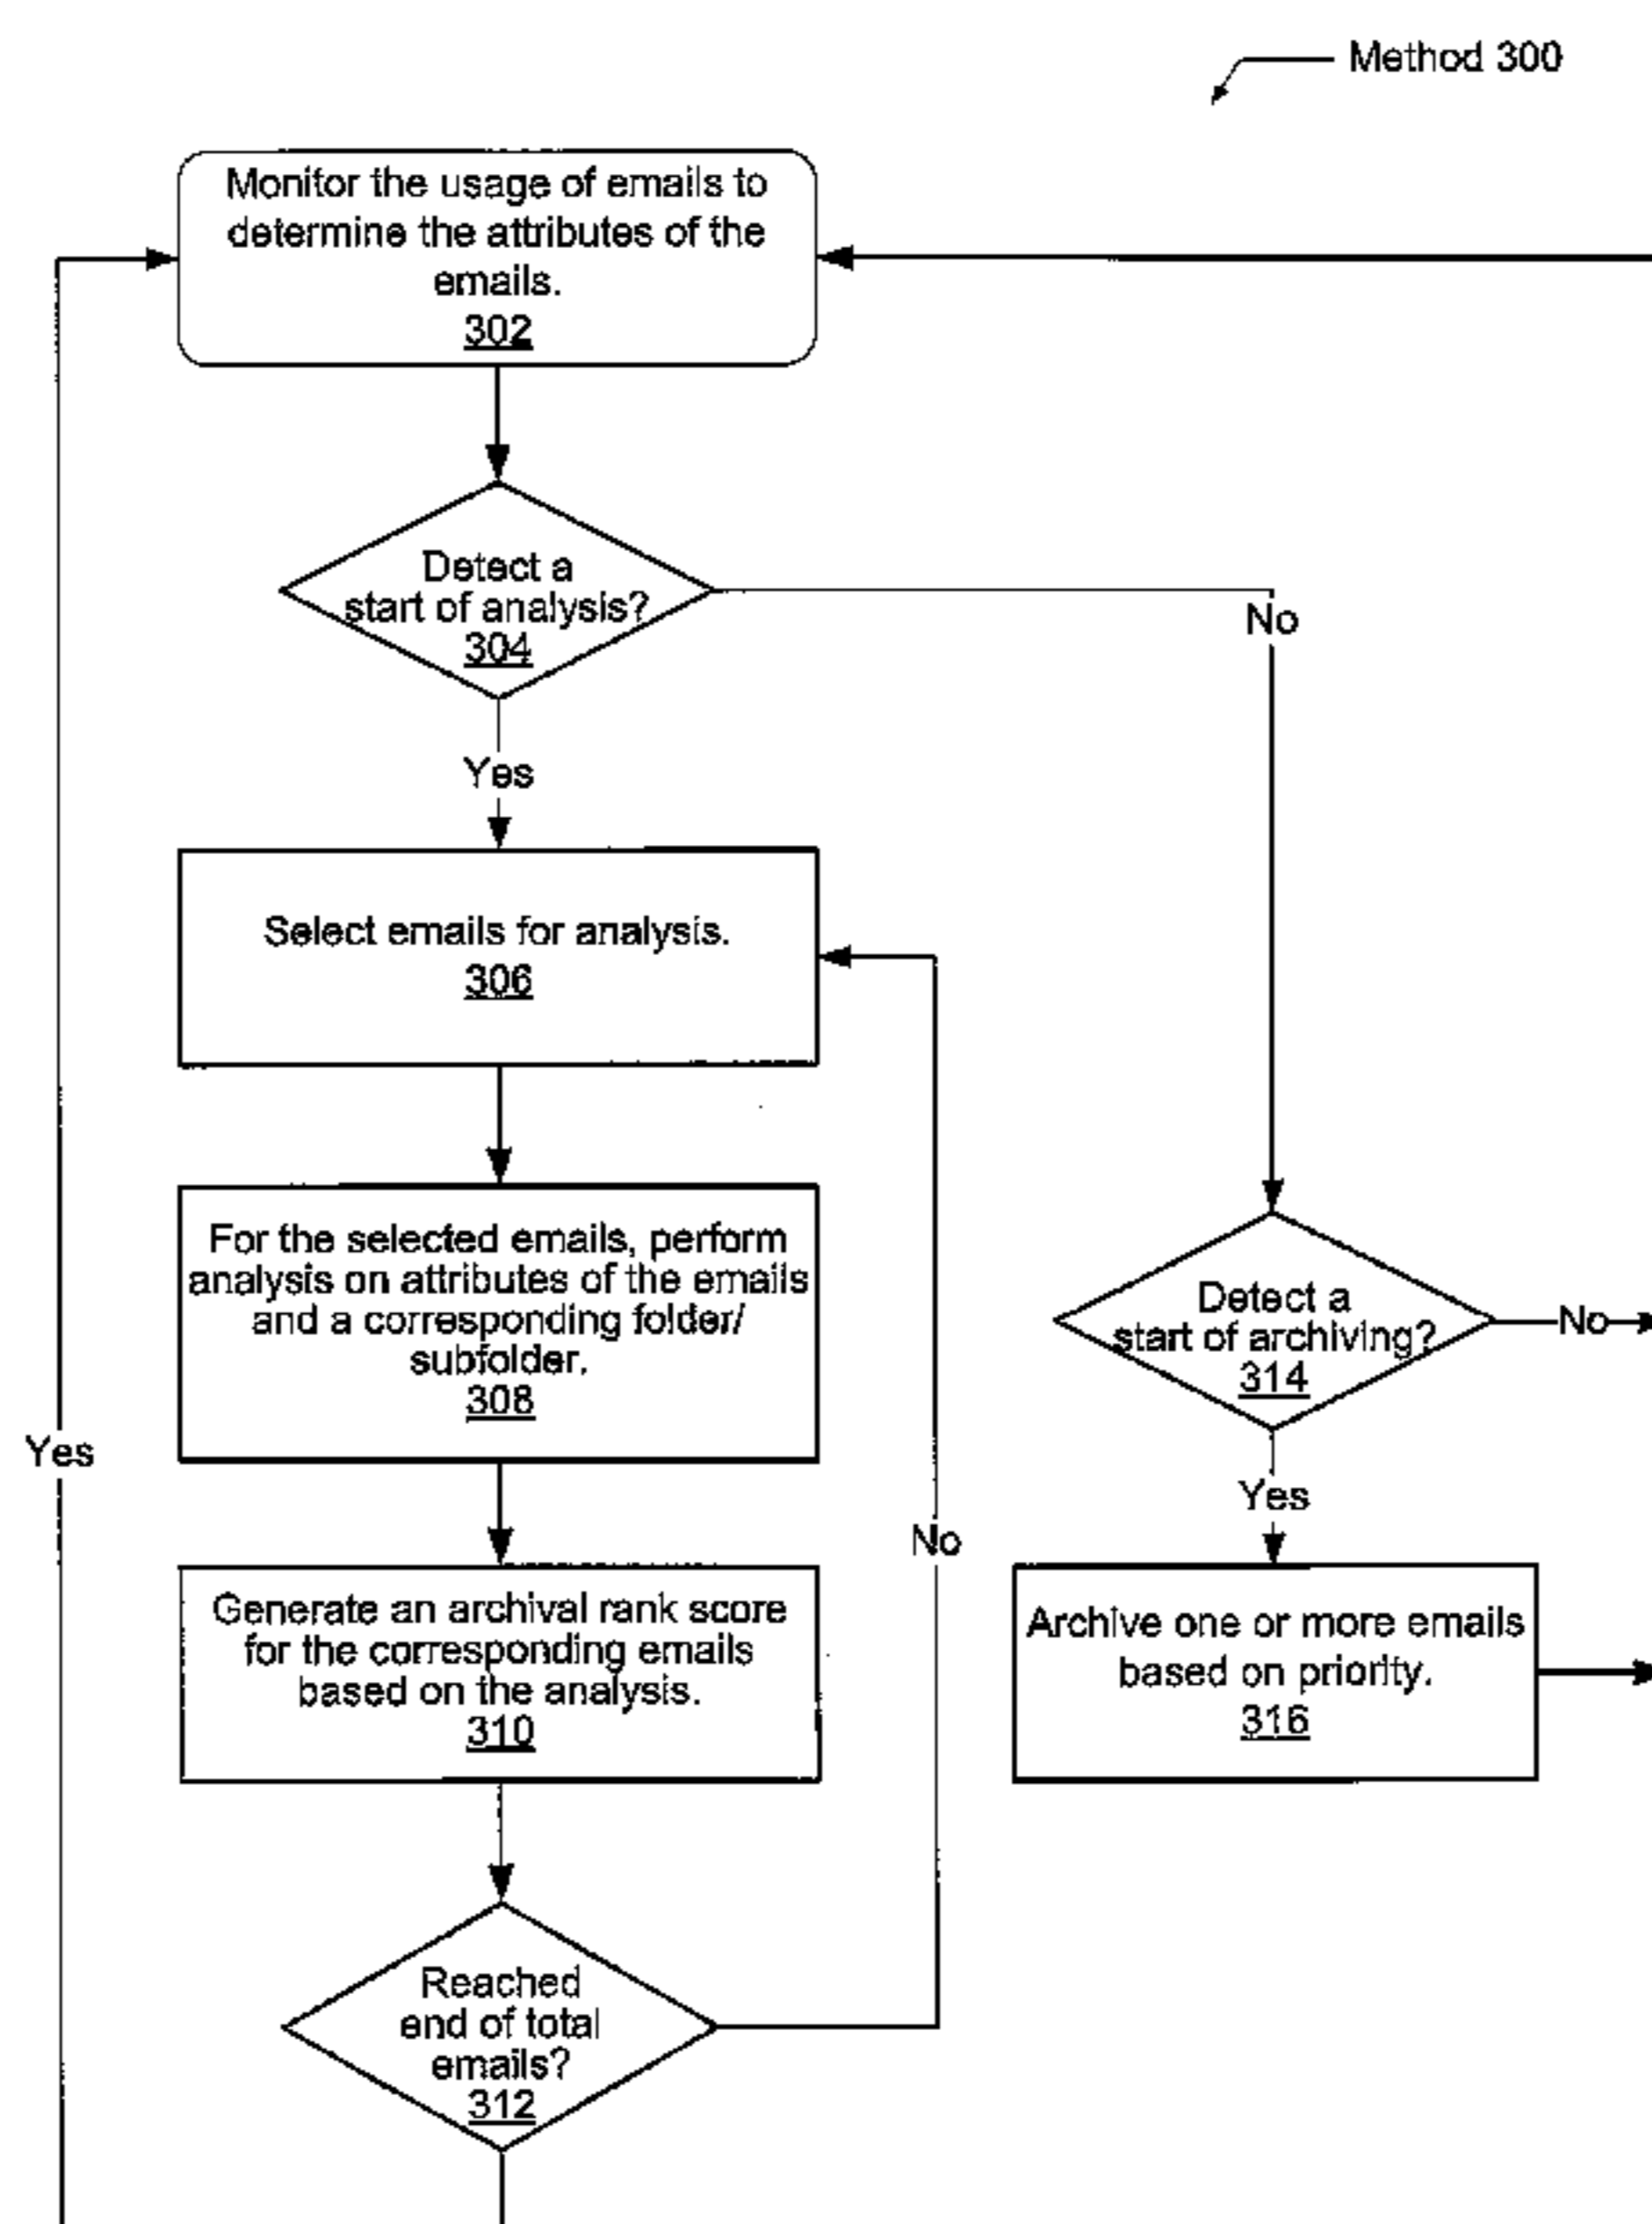 Method 300
Monitor the usage of emails to
determine the attributes of the
emails.
302
Detect a
start of analysis?
304
No
Yes
Select emails for analysis.
306
For the selected emails, perform
analysis on attributes of the emails
and a corresponding folder/
subfolder.
308
Detect a
start of archiving?
314
No
Yes
Yes
No
Generate an archival rank score
for the corresponding emails
based on the analysis.
310
Archive one or more emails
based on priority.
316
Reached
end of total
emails?
312